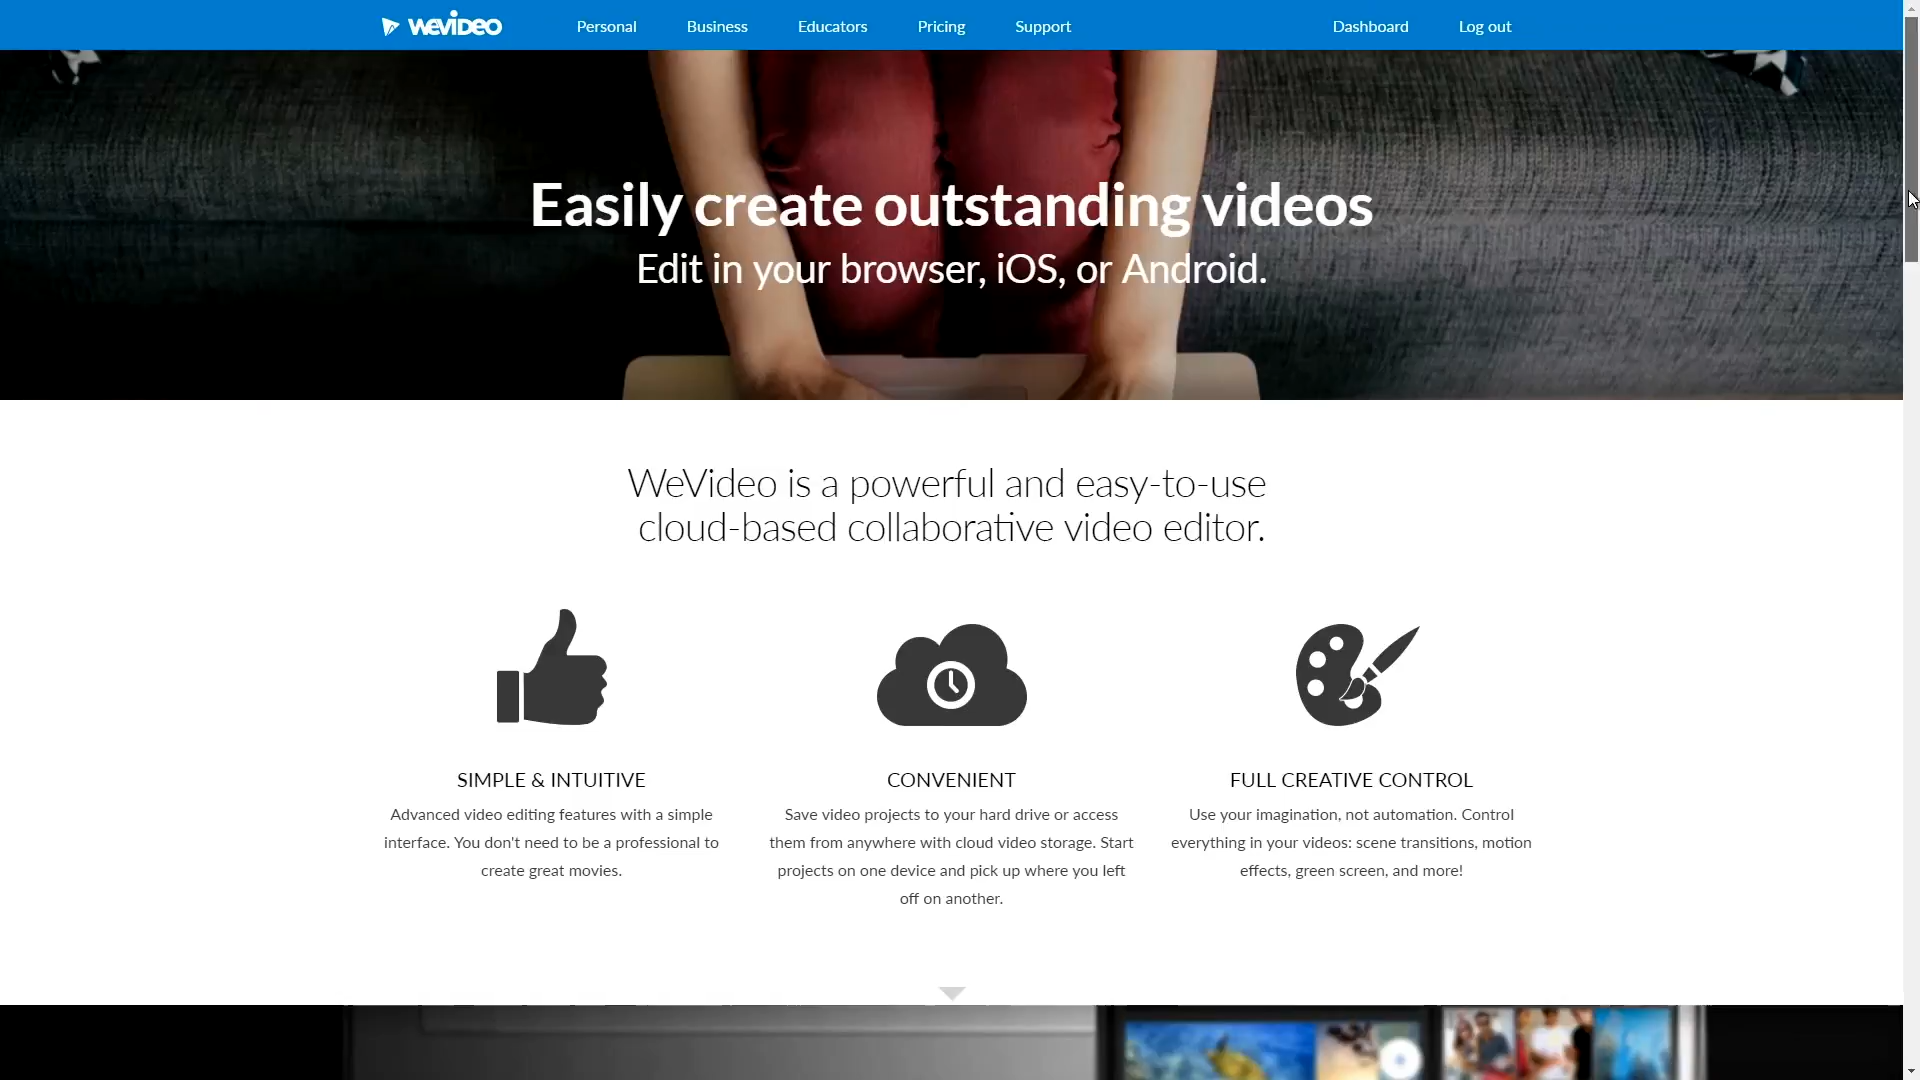 wevideo
Personal
Business
Educators
Pricing
Support
Dashboard
Log out
Easily create outstanding videos
Edit in your browser, iOS, or Android.
WeVideo is a powerful and easy-to-use
cloud-based collaborative video editor.
SIMPLE & INTUITIVE
Advanced video editing features with a simple
interface. You don't need to be a professional to
create great movies.
CONVENIENT
Save video projects to your hard drive or access
them from anywhere with cloud video storage. Start
projects on one device and pick up where you left
off on another.
FULL CREATIVE CONTROL
Use your imagination, not automation. Control
everything in your videos: scene transitions, motion
effects, green screen, and more!